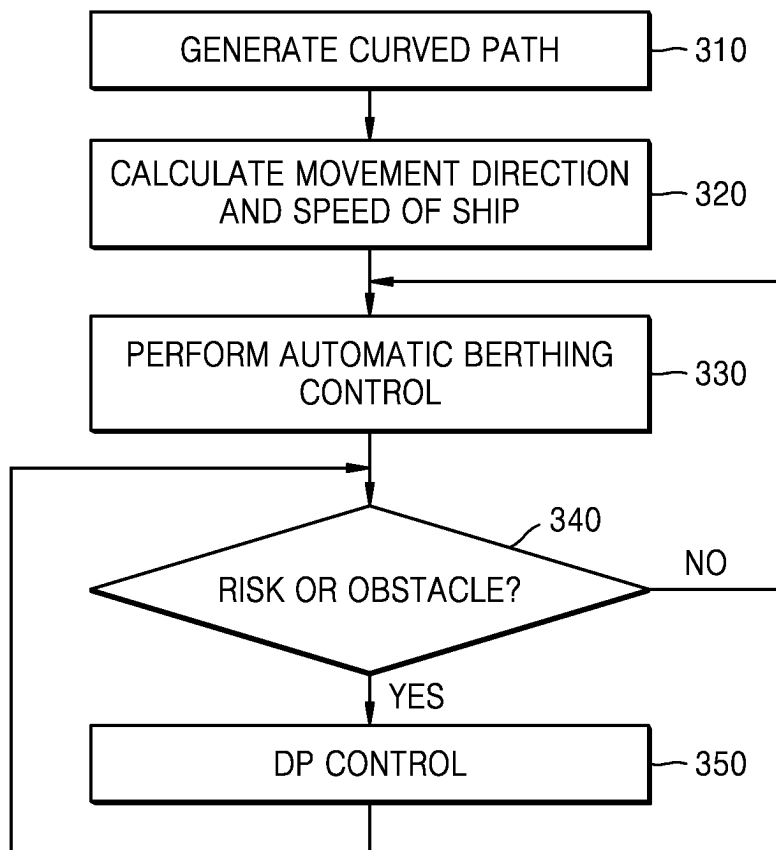 GENERATE CURVED PATH
310
CALCULATE MOVEMENT DIRECTION
AND SPEED OF SHIP
320
PERFORM AUTOMATIC BERTHING
CONTROL
330
340
RISK OR OBSTACLE?
NO
YES
DP CONTROL
350